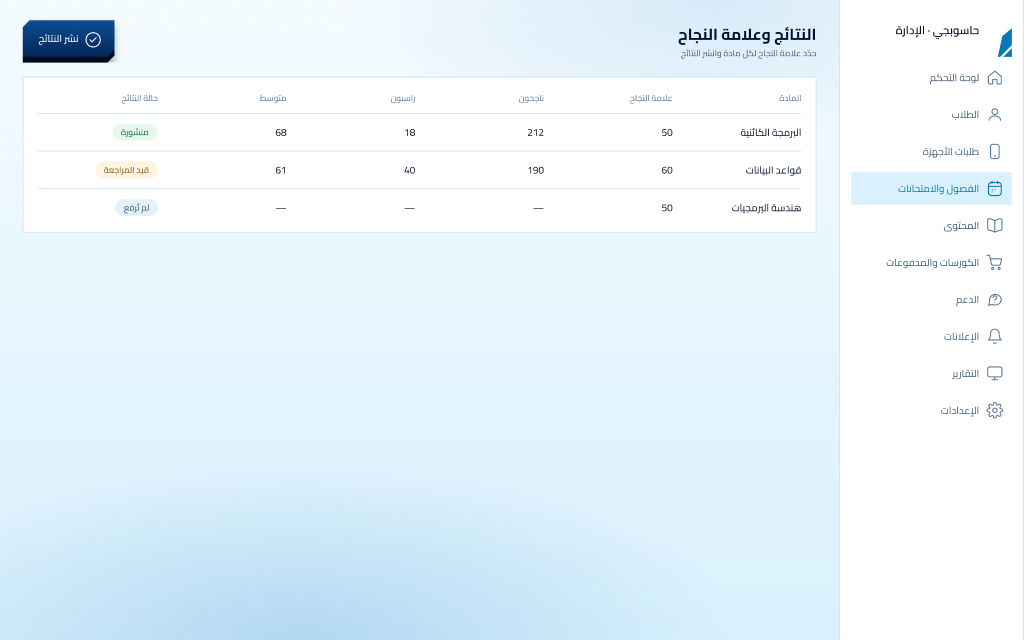 حاسوبجي · الإدارة
لوحة التحكم
الطلاب
طلبات الأجهزة
الفصول والامتحانات
المحتوى
الكورسات والمدفوعات
الدعم
الإعلانات
التقارير
الإعدادات
النتائج وعلامة النجاح
حدّد علامة النجاح لكل مادة وانشر النتائج
نشر النتائج
المادة علامة النجاح ناجحون راسبون متوسط حالة النتائج
البرمجة الكائنية 50 212 18 68 منشورة
قواعد البيانات 60 190 40 61 قيد المراجعة
هندسة البرمجيات 50 — — — لم تُرفع